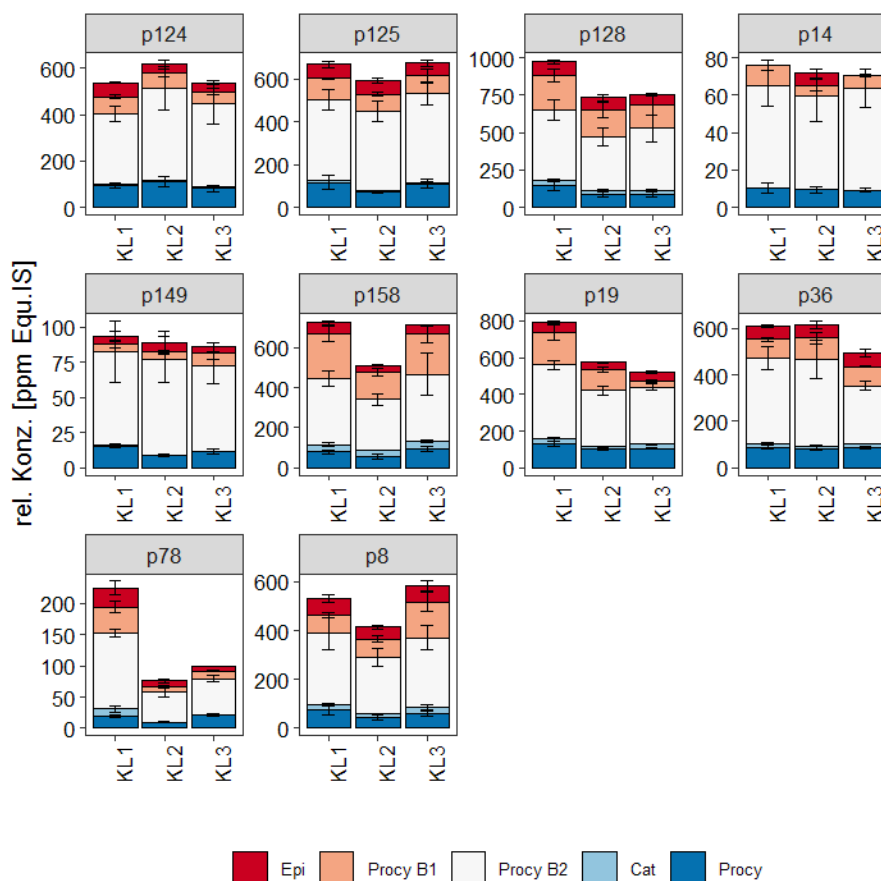 p124 p125 p128 p14
600 400 200 0
600 400 200 0
1000 750 500 250 0
80 60 40 20 0
KL1 KL2 KL3 KL1 KL2 KL3 KL1 KL2 KL3 KL1 KL2 KL3
rel. Konz. [ppm Equ.IS]
p149 p158 p19 p36
100 75 50 25 0
600 400 200 0
800 600 400 200 0
600 400 200 0
KL1 KL2 KL3 KL1 KL2 KL3 KL1 KL2 KL3 KL1 KL2 KL3
p78 p8
200 150 100 50 0
600 400 200 0
KL1 KL2 KL3 KL1 KL2 KL3
Epi Procy B1 Procy B2 Cat Procy